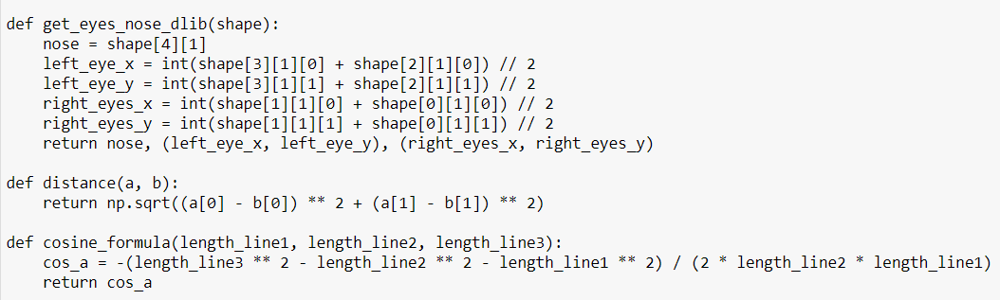 def get_eyes_nose_dlib(shape):
    nose = shape[4][1]
    left_eye_x = int(shape[3][1][0] + shape[2][1][0]) // 2
    left_eye_y = int(shape[3][1][1] + shape[2][1][1]) // 2
    right_eyes_x = int(shape[1][1][0] + shape[0][1][0]) // 2
    right_eyes_y = int(shape[1][1][1] + shape[0][1][1]) // 2
    return nose, (left_eye_x, left_eye_y), (right_eyes_x, right_eyes_y)

def distance(a, b):
    return np.sqrt((a[0] - b[0]) ** 2 + (a[1] - b[1]) ** 2)

def cosine_formula(length_line1, length_line2, length_line3):
    cos_a = -(length_line3 ** 2 - length_line2 ** 2 - length_line1 ** 2) / (2 * length_line2 * length_line1)
    return cos_a